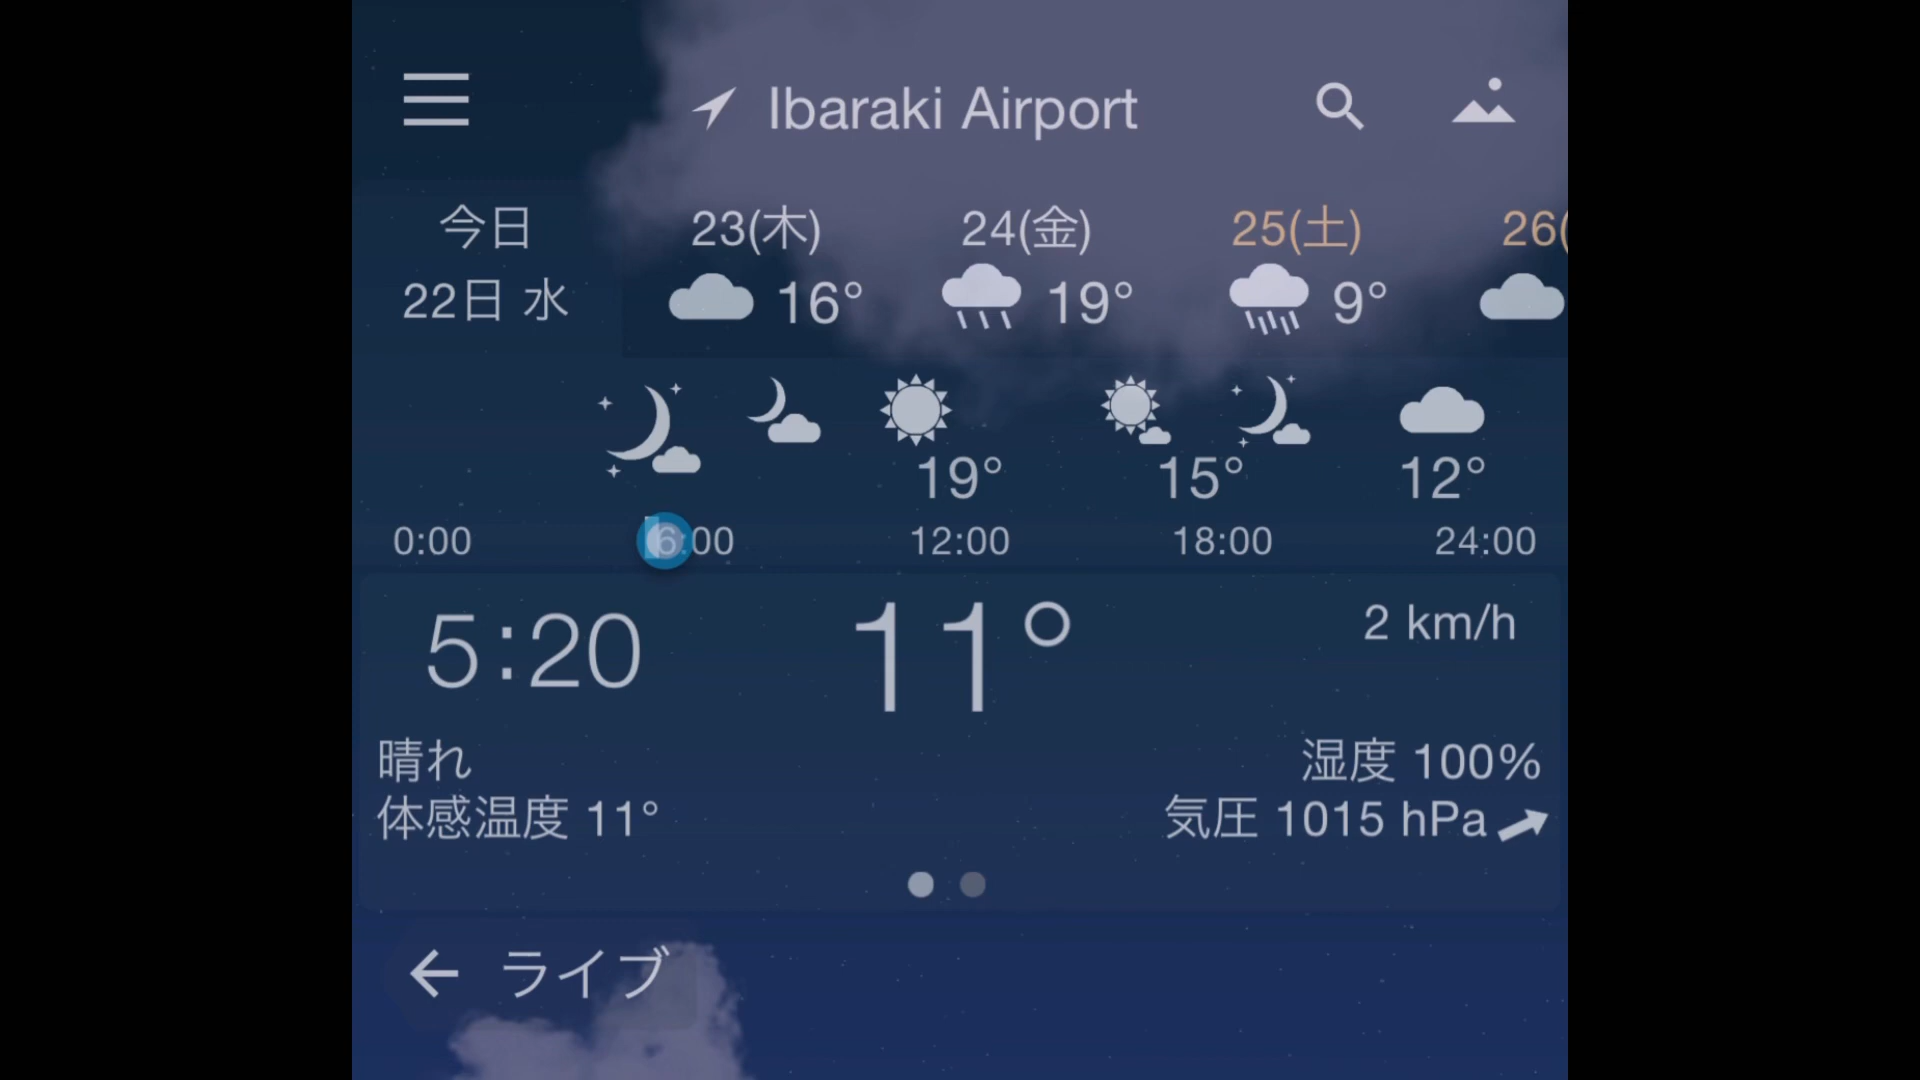 Ibaraki Airport
今日 23(木) 24(金) 25(土) 26(
22日 水 16° 19° 9°
19° 15° 12°
0:00 6:00 12:00 18:00 24:00
5:20 11° 2 km/h
晴れ 湿度 100%
体感温度 11° 気圧 1015 hPa
ライブ